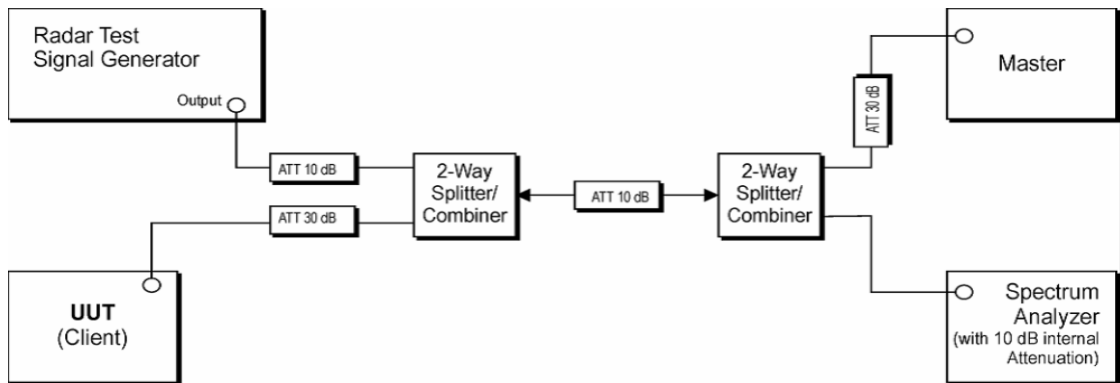 Radar Test
Signal Generator
Output
ATT 10 dB
2-Way
Splitter/
Combiner
ATT 30 dB
ATT 10 dB
2-Way
Splitter/
Combiner
ATT 30 dB
Master
UUT
(Client)
Spectrum
Analyzer
(with 10 dB internal
Attenuation)